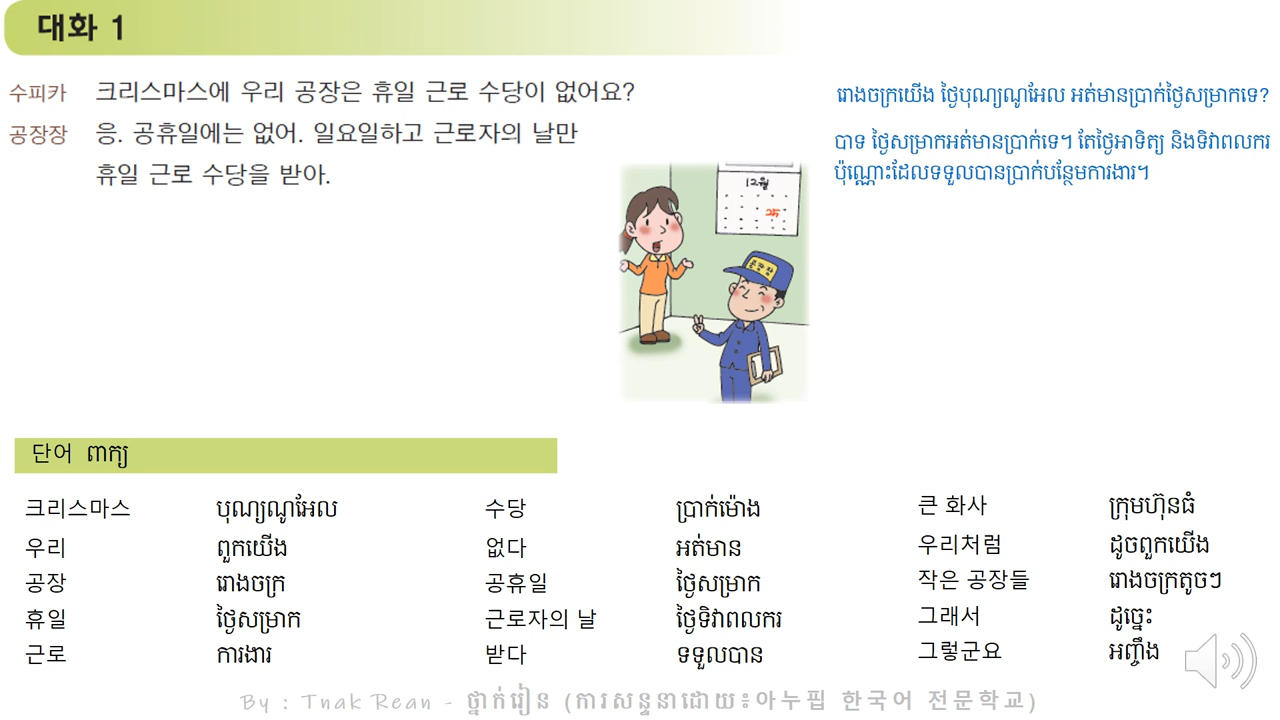 대화 1
수피카 크리스마스에 우리 공장은 휴일 근로 수당이 없어요?
공장장 응. 공휴일에는 없어. 일요일하고 근로자의 날만
휴일 근로 수당을 받아.
រោងចក្រយើង ថ្ងៃបុណ្យណូអែល អត់មានប្រាក់ថ្ងៃសម្រាកទេ?
បាទ ថ្ងៃសម្រាកអត់មានប្រាក់ទេ។ តែថ្ងៃអាទិត្យ និងទិវាពលករ
ប៉ុណ្ណោះដែលទទួលបានប្រាក់បន្ថែមការងារ។
12월
25
공장장
단어 ពាក្យ
크리스마스 បុណ្យណូអែល 수당 ប្រាក់ម៉ោង 큰 화사 ក្រុមហ៊ុនធំ
우리 ពួកយើង 없다 អត់មាន 우리처럼 ដូចពួកយើង
공장 រោងចក្រ 공휴일 ថ្ងៃសម្រាក 작은 공장들 រោងចក្រតូចៗ
휴일 ថ្ងៃសម្រាក 근로자의 날 ថ្ងៃទិវាពលករ 그래서 ដូច្នេះ
근로 ការងារ 받다 ទទួលបាន 그렇군요 អញ្ចឹង
By : Tnak Rean - ថ្នាក់រៀន (ការសន្ទនាដោយ៖아누핍 한국어 전문학교)